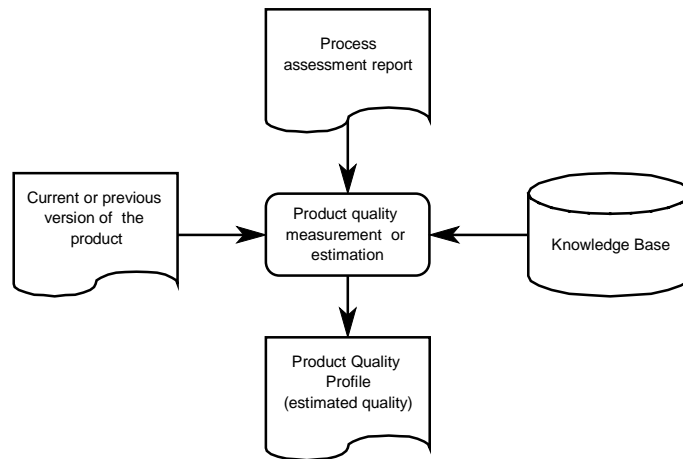 Process
assessment report
Current or previous
version of the
product
Product quality
measurement or
estimation
Knowledge Base
Product Quality
Profile
(estimated quality)